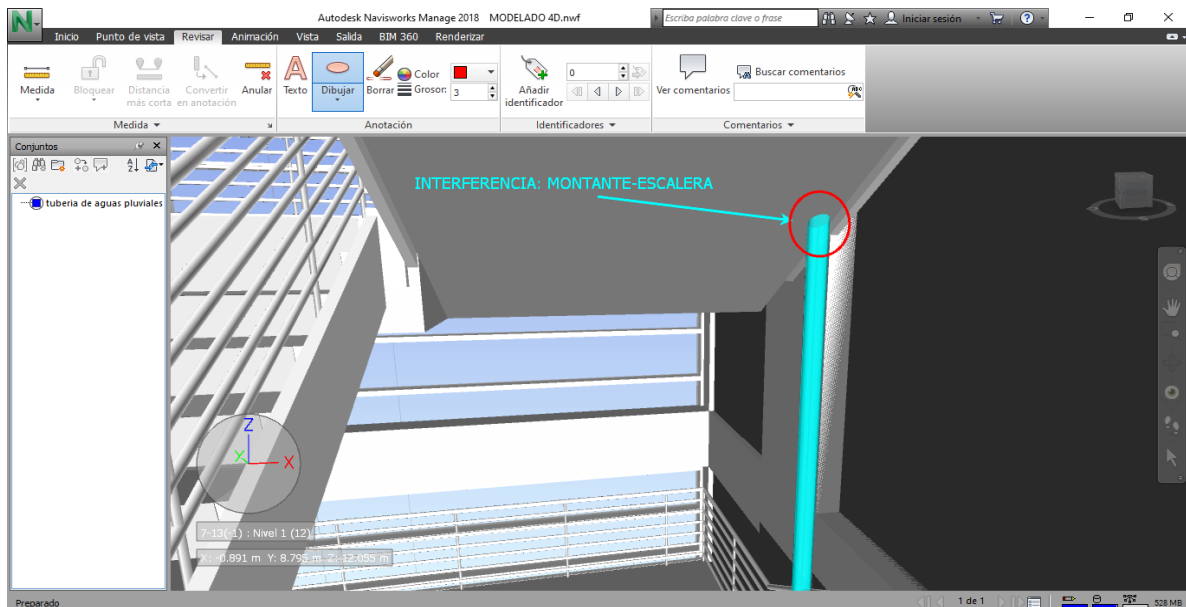 Autodesk Navisworks Manage 2018 MODELADO 4D.nwf
Escriba palabra clave o frase
Iniciar sesión
Inicio Punto de vista Revisar Animación Vista Salida BIM 360 Renderizar
Medida
Bloquear
Distancia más corta
Convertir en anotación
Anular
Texto
Dibujar
Borrar
Color
Grosor: 3
Añadir identificador
0
Ver comentarios
Buscar comentarios
Medida
Anotación
Identificadores
Comentarios
Conjuntos
tuberia de aguas pluviales
INTERFERENCIA: MONTANTE-ESCALERA
Z
X
X
7-13(-1) : Nivel 1 (12)
X: -0.891 m Y: 8.795 m Z: 12.055 m
Preparado
1 de 1
528 MB